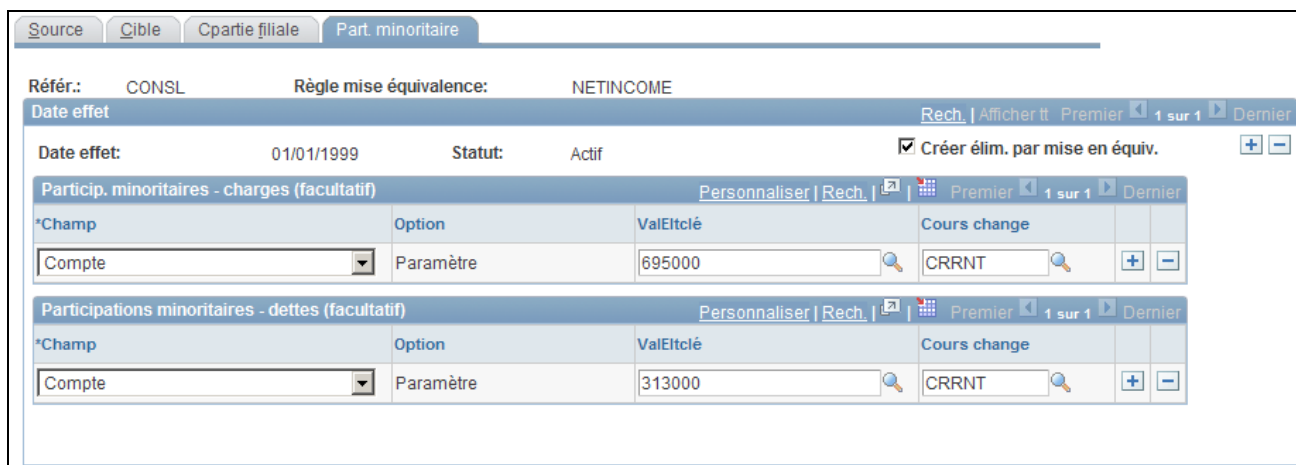 Source Cible Cpartie filiale Part. minoritaire
Référ.: CONSL Règle mise équivalence: NETINCOME
Date effet Rech. | Afficher tt Premier 1 sur 1 Dernier
Date effet: 01/01/1999 Statut: Actif Créer élim. par mise en équiv.
Particip. minoritaires - charges (facultatif) Personnaliser | Rech. | | Premier 1 sur 1 Dernier
*Champ Option ValEltclé Cours change
Compte Paramètre 695000 CRRNT
Participations minoritaires - dettes (facultatif) Personnaliser | Rech. | | Premier 1 sur 1 Dernier
*Champ Option ValEltclé Cours change
Compte Paramètre 313000 CRRNT